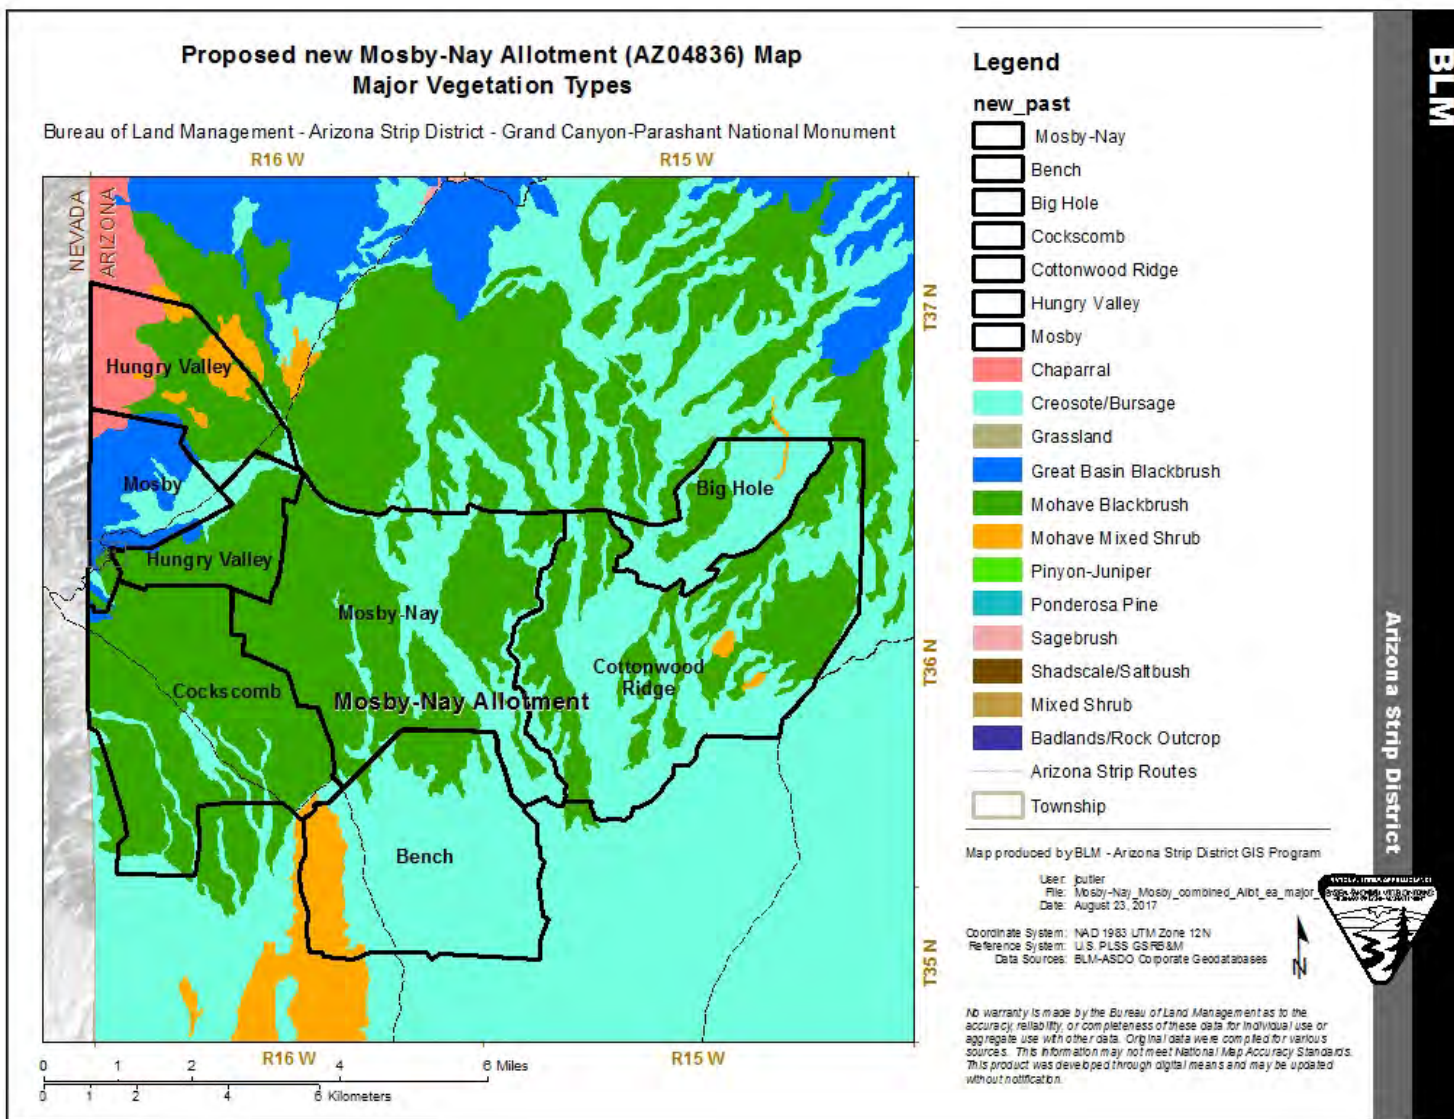 Proposed new Mosby-Nay Allotment (AZ04836) Map
Major Vegetation Types
Bureau of Land Management - Arizona Strip District - Grand Canyon-Parashant National Monument
R16 W
R15 W
NEVADA
ARIZONA
T37 N
T36 N
T35 N
Hungry Valley
Mosby
Big Hole
Hungry Valley
Mosby-Nay
Cottonwood
Ridge
Cockscomb
Mosby-Nay Allotment
Bench
R16 W
R15 W
0 1 2 4 6 Miles
0 1 2 4 6 Kilometers
Legend
new_past
Mosby-Nay
Bench
Big Hole
Cockscomb
Cottonwood Ridge
Hungry Valley
Mosby
Chaparral
Creosote/Bursage
Grassland
Great Basin Blackbrush
Mohave Blackbrush
Mohave Mixed Shrub
Pinyon-Juniper
Ponderosa Pine
Sagebrush
Shadscale/Saltbush
Mixed Shrub
Badlands/Rock Outcrop
Arizona Strip Routes
Township
Map produced by BLM - Arizona Strip District GIS Program
User: jcutler
File: Mosby-Nay_Mosby_combined_Allbt_ea_major_
Date: August 23, 2017
Coordinate System: NAD 1983 UTM Zone 12N
Reference System: U.S. PLSS GSRB&M
Data Sources: BLM-ASDO Corporate Geodatabases
N
No warranty is made by the Bureau of Land Management as to the
accuracy, reliability, or completeness of these data for individual use or
aggregate use with other data. Original data were compiled for various
sources. This information may not meet National Map Accuracy Standards.
This product was developed through digital means and may be updated
without notification.
BLM
Arizona Strip District